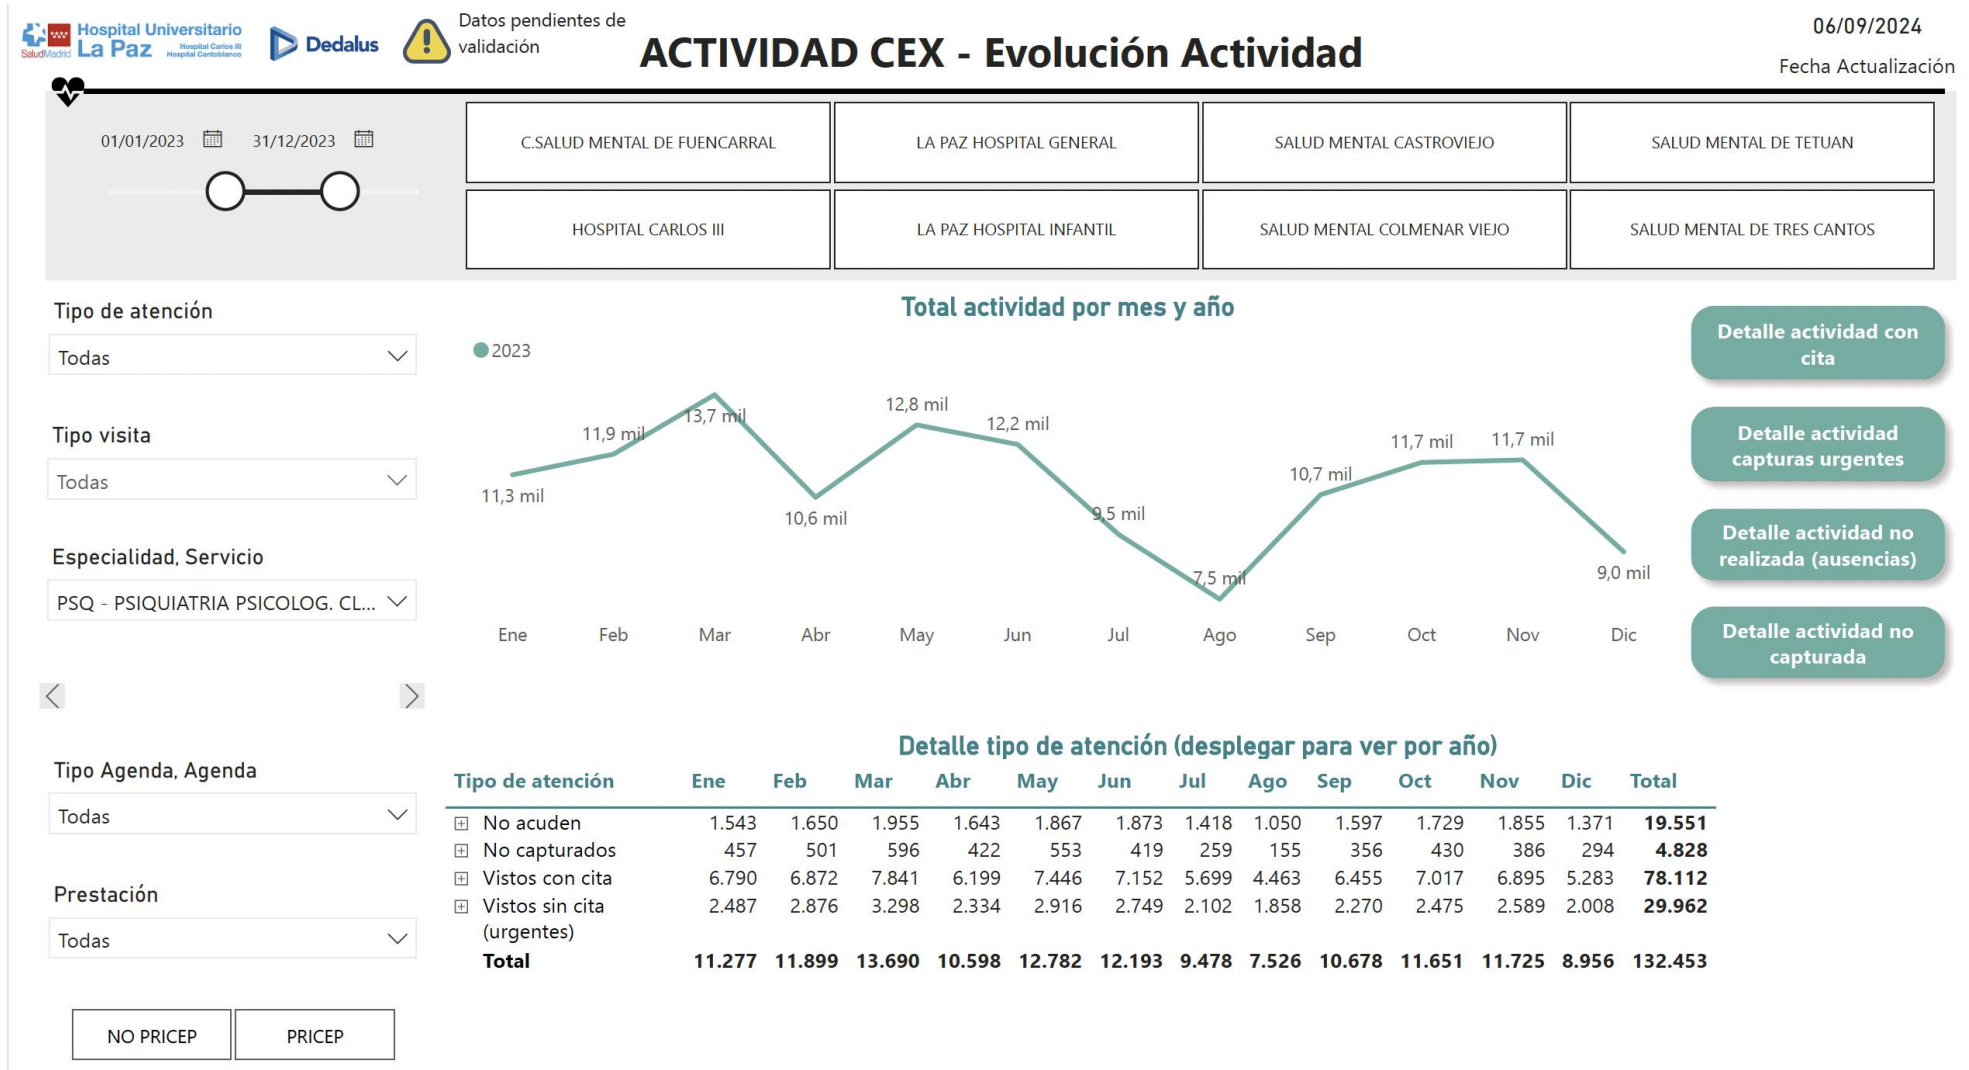 Hospital Universitario
La Paz
Hospital Carlos III
Hospital Cantoblanco
SaludMadrid
Dedalus
Datos pendientes de
validación
ACTIVIDAD CEX - Evolución Actividad
06/09/2024
Fecha Actualización
01/01/2023 31/12/2023
C.SALUD MENTAL DE FUENCARRAL
LA PAZ HOSPITAL GENERAL
SALUD MENTAL CASTROVIEJO
SALUD MENTAL DE TETUAN
HOSPITAL CARLOS III
LA PAZ HOSPITAL INFANTIL
SALUD MENTAL COLMENAR VIEJO
SALUD MENTAL DE TRES CANTOS
Tipo de atención
Todas
Tipo visita
Todas
Especialidad, Servicio
PSQ - PSIQUIATRIA PSICOLOG. CL...
Tipo Agenda, Agenda
Todas
Prestación
Todas
NO PRICEP
PRICEP
Total actividad por mes y año
2023
11,3 mil
11,9 mil
13,7 mil
10,6 mil
12,8 mil
12,2 mil
9,5 mil
7,5 mil
10,7 mil
11,7 mil
11,7 mil
9,0 mil
Ene Feb Mar Abr May Jun Jul Ago Sep Oct Nov Dic
Detalle actividad con
cita
Detalle actividad
capturas urgentes
Detalle actividad no
realizada (ausencias)
Detalle actividad no
capturada
Detalle tipo de atención (desplegar para ver por año)
Tipo de atención Ene Feb Mar Abr May Jun Jul Ago Sep Oct Nov Dic Total
No acuden 1.543 1.650 1.955 1.643 1.867 1.873 1.418 1.050 1.597 1.729 1.855 1.371 19.551
No capturados 457 501 596 422 553 419 259 155 356 430 386 294 4.828
Vistos con cita 6.790 6.872 7.841 6.199 7.446 7.152 5.699 4.463 6.455 7.017 6.895 5.283 78.112
Vistos sin cita 2.487 2.876 3.298 2.334 2.916 2.749 2.102 1.858 2.270 2.475 2.589 2.008 29.962
(urgentes)
Total 11.277 11.899 13.690 10.598 12.782 12.193 9.478 7.526 10.678 11.651 11.725 8.956 132.453